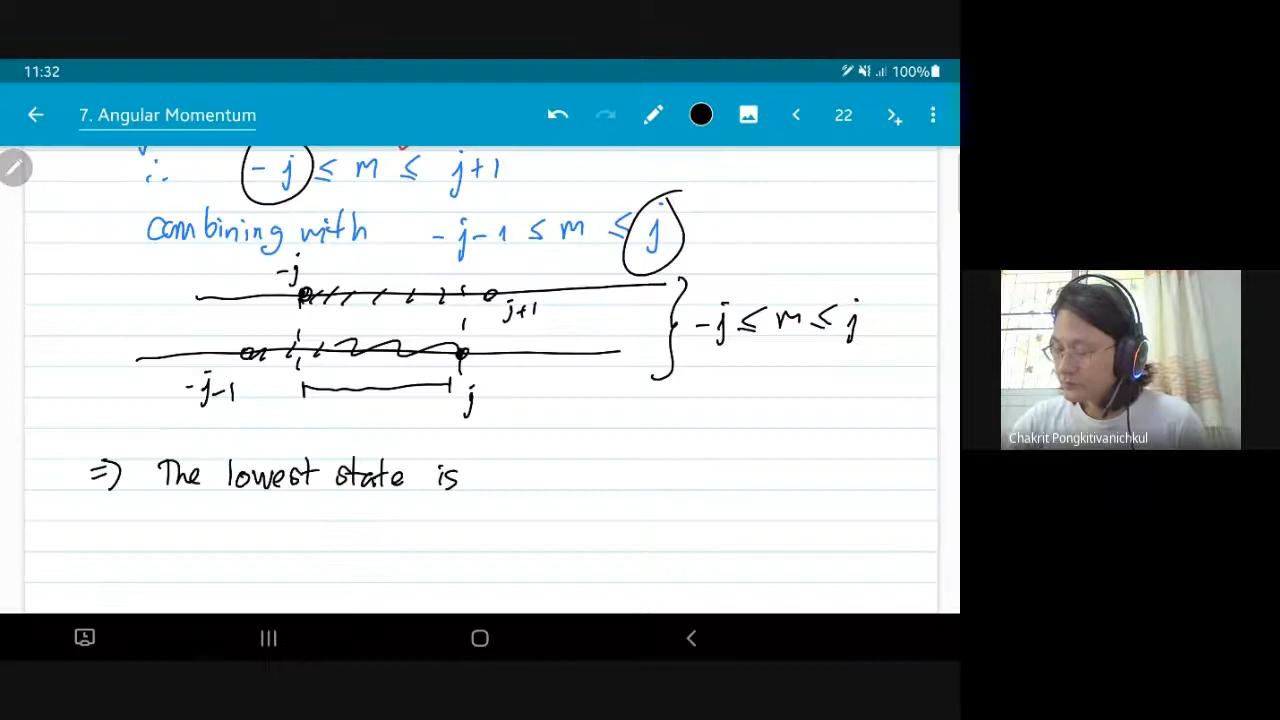 11:32
100%
7. Angular Momentum
22
∴ -j ≤ m ≤ j+1
combining with -j-1 ≤ m ≤ j
-j
j+1
-j ≤ m ≤ j
-j-1
j
Chakrit Pongkitivanichkul
=> The lowest state is